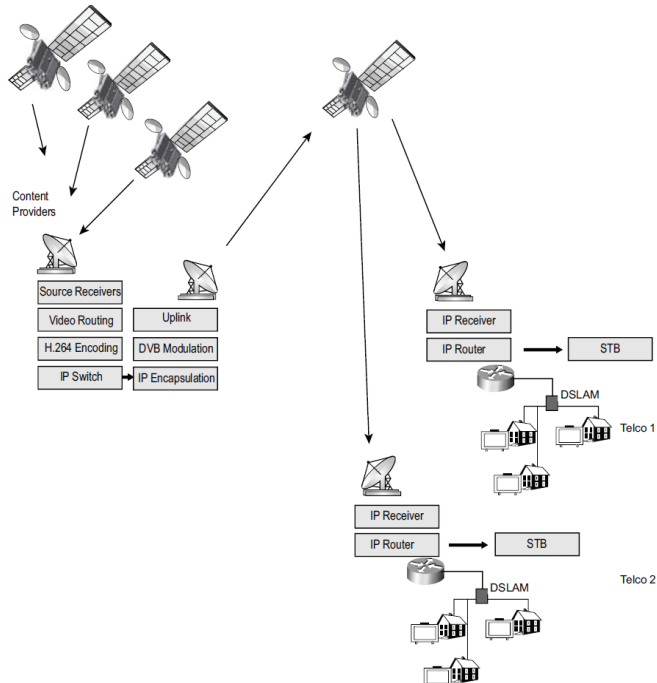 Content
Providers
Source Receivers
Video Routing
H.264 Encoding
IP Switch
Uplink
DVB Modulation
IP Encapsulation
IP Receiver
IP Router
STB
DSLAM
Telco 1
IP Receiver
IP Router
STB
DSLAM
Telco 2